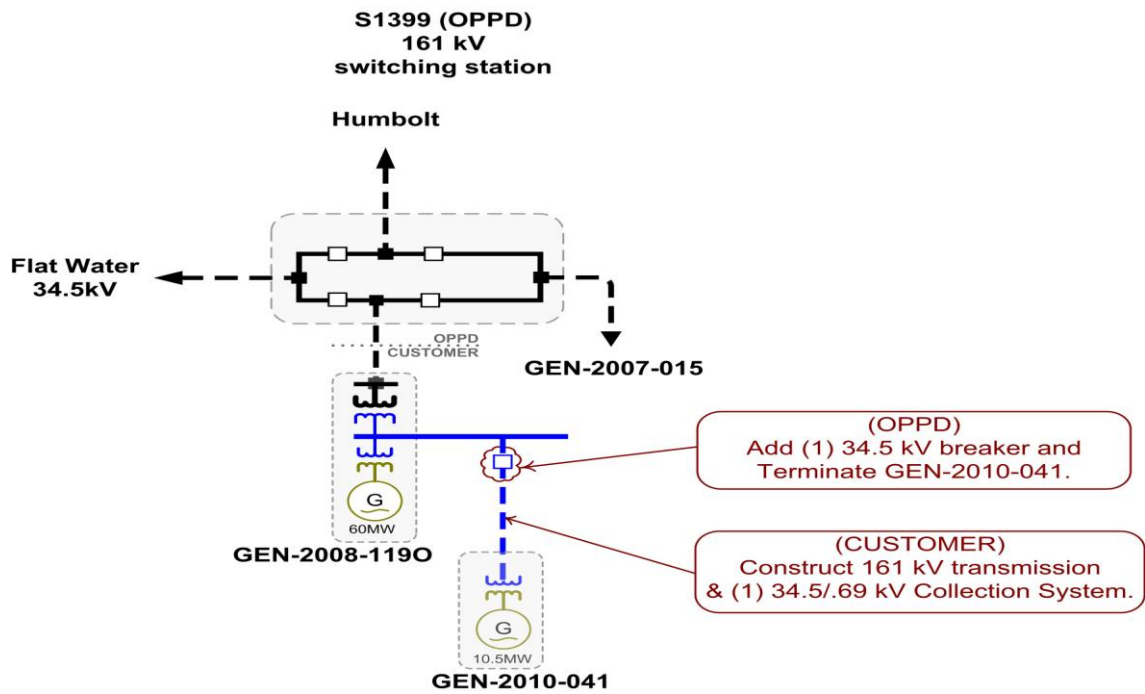 S1399 (OPPD)
161 kV
switching station
Humbolt
Flat Water
34.5kV
OPPD
CUSTOMER
GEN-2007-015
(OPPD)
Add (1) 34.5 kV breaker and
Terminate GEN-2010-041.
G
60MW
GEN-2008-119O
(CUSTOMER)
Construct 161 kV transmission
& (1) 34.5/.69 kV Collection System.
G
10.5MW
GEN-2010-041